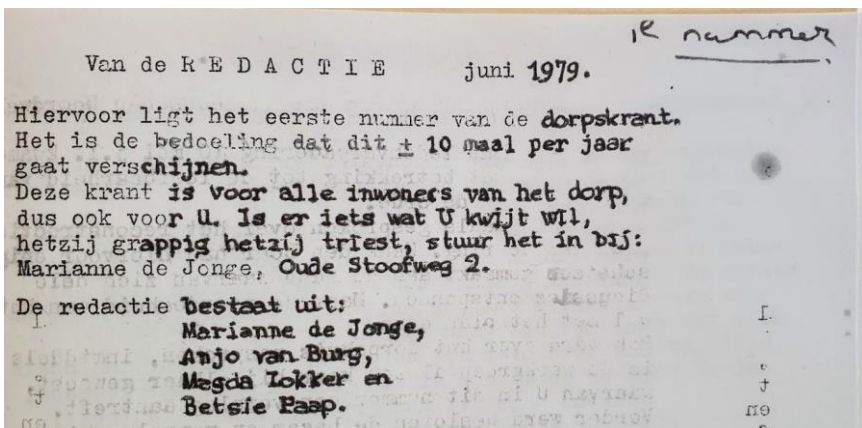 1e nummer
Van de R E D A C T I E juni 1979.
Hiervoor ligt het eerste nummer van de dorpskrant.
Het is de bedoeling dat dit ± 10 maal per jaar
gaat verschijnen.
Deze krant is voor alle inwoners van het dorp,
dus ook voor U. Is er iets wat U kwijt wil,
hetzij grappig hetzij triest, stuur het in bij:
Marianne de Jonge, Oude Stoofweg 2.
De redactie bestaat uit:
Marianne de Jonge,
Anjo van Burg,
Magda Lokker en
Betsie Paap.